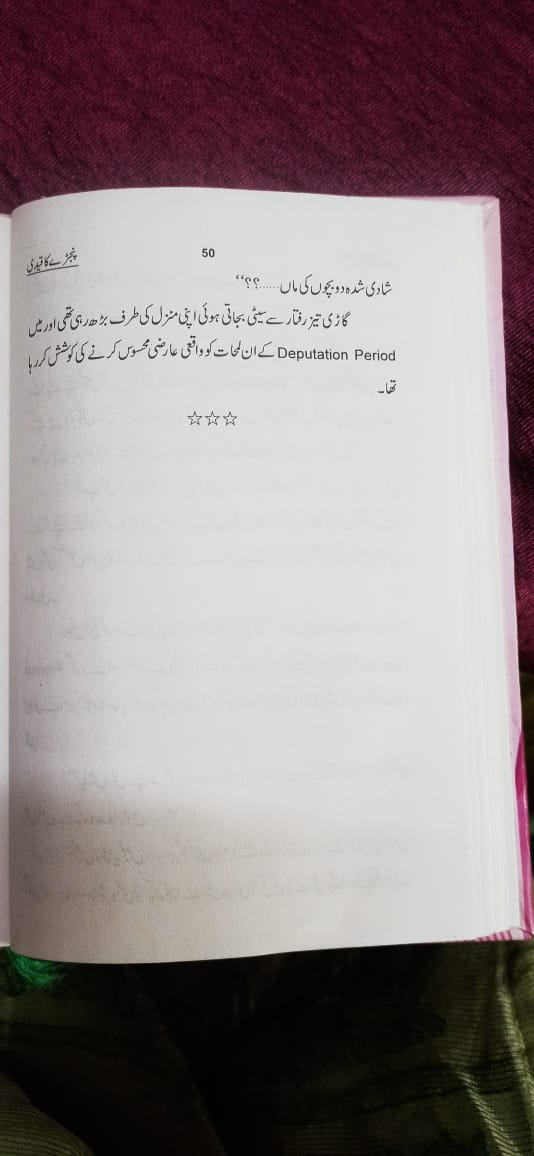 پنجڑے کا قیدی
50
شادی شدہ دو بچوں کی ماں.....؟؟‘‘
گاڑی تیز رفتار سے سیٹی بجاتی ہوئی اپنی منزل کی طرف بڑھ رہی تھی اور میں
Deputation Period کے ان لمحات کو واقعی عارضی محسوس کرنے کی کوشش کر رہا
تھا۔
☆☆☆